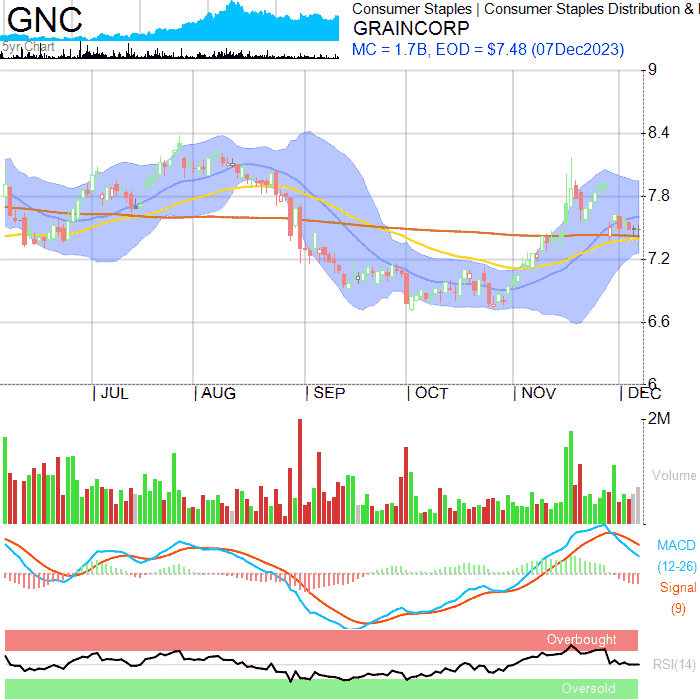 GNC
5yr Chart
Consumer Staples | Consumer Staples Distribution &
GRAINCORP
MC = 1.7B, EOD = $7.48 (07Dec2023)
9
8.4
7.8
7.2
6.6
6
JUL AUG SEP OCT NOV DEC
2M
Volume
MACD
(12-26)
Signal
(9)
Overbought
RSI(14)
Oversold